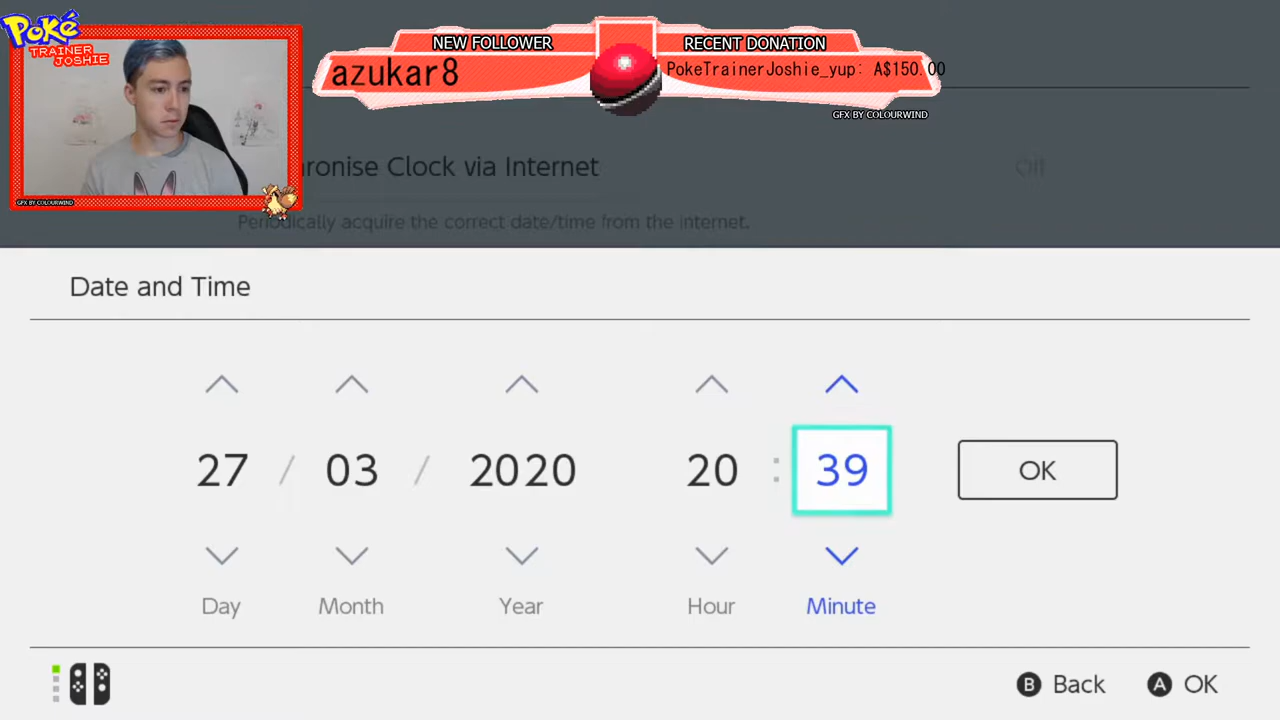 Poké
TRAINER
JOSHIE
NEW FOLLOWER
azukar8
RECENT DONATION
PokeTrainerJoshie_yup: A$150.00
GFX BY COLOURWIND
GFX BY COLOURWIND
Clock via Internet
Off
Periodically acquire the correct date/time from the internet.
Date and Time
27 / 03 / 2020 20 : 39 OK
Day Month Year Hour Minute
B Back A OK